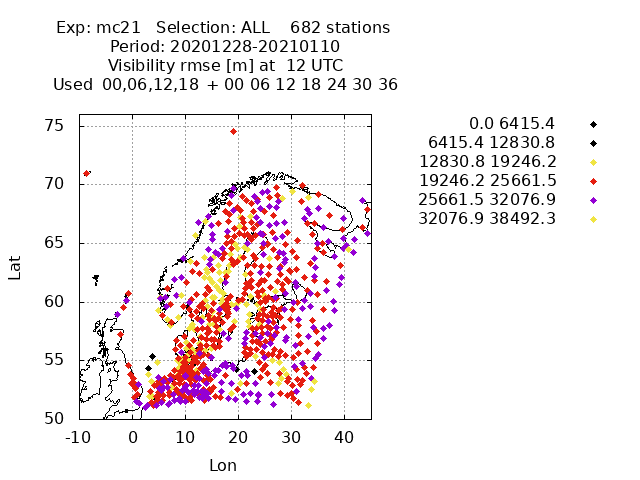 Exp: mc21 Selection: ALL 682 stations
Period: 20201228-20210110
Visibility rmse [m] at 12 UTC
Used 00,06,12,18 + 00 06 12 18 24 30 36
75
70
65
60
55
50
Lat
-10 0 10 20 30 40
Lon
0.0 6415.4
6415.4 12830.8
12830.8 19246.2
19246.2 25661.5
25661.5 32076.9
32076.9 38492.3